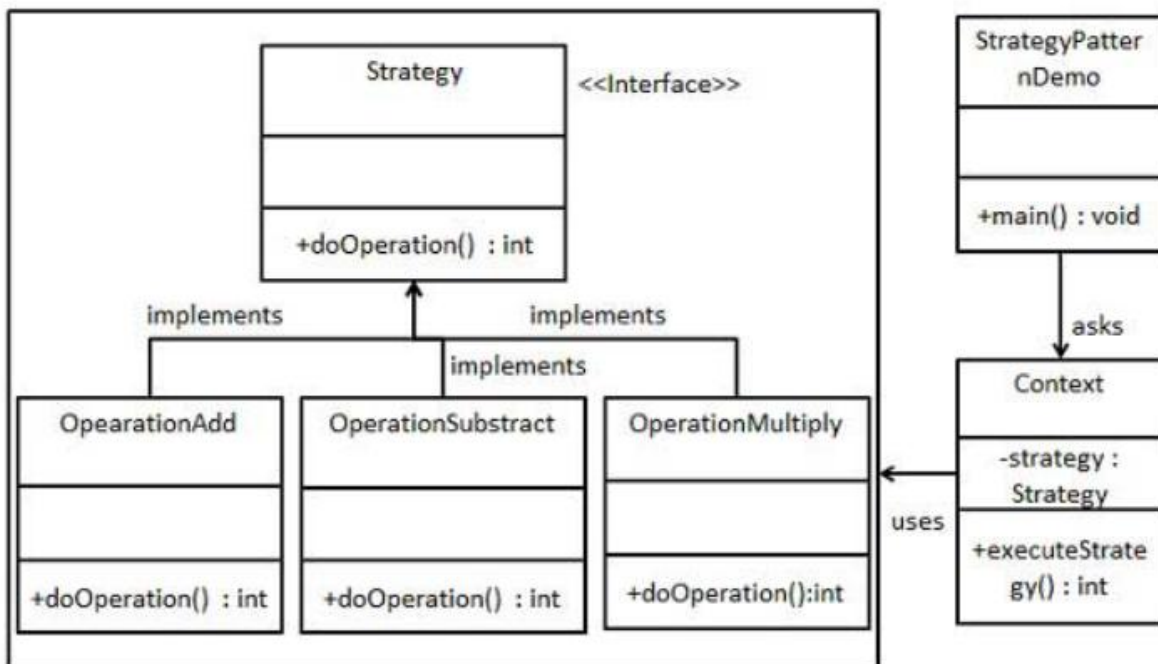 Strategy
<<Interface>>
+doOperation() : int
implements
implements
implements
OpearationAdd
+doOperation() : int
OperationSubstract
+doOperation() : int
OperationMultiply
+doOperation():int
StrategyPatter
nDemo
+main() : void
asks
Context
-strategy :
Strategy
+executeStrate
gy() : int
uses